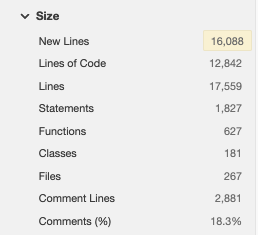 Size
New Lines 16,088
Lines of Code 12,842
Lines 17,559
Statements 1,827
Functions 627
Classes 181
Files 267
Comment Lines 2,881
Comments (%) 18.3%